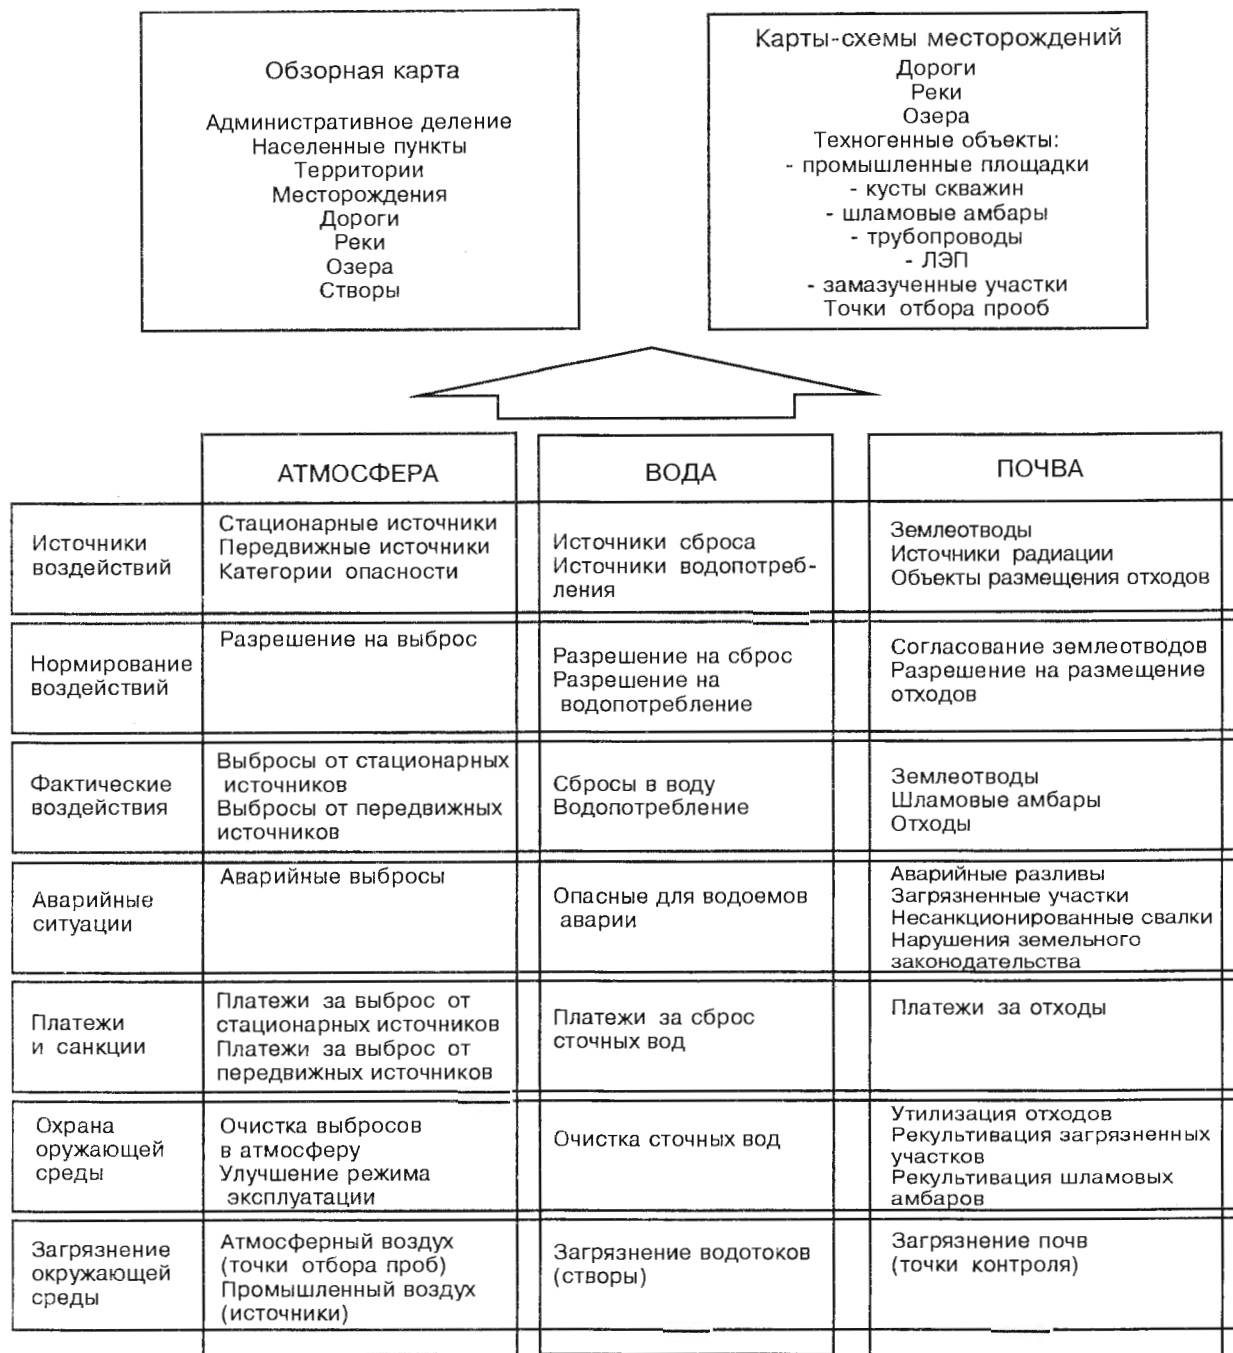 Обзорная карта
Административное деление
Населенные пункты
Территории
Месторождения
Дороги
Реки
Озера
Створы
Карты-схемы месторождений
Дороги
Реки
Озера
Техногенные объекты:
- промышленные площадки
- кусты скважин
- шламовые амбары
- трубопроводы
- ЛЭП
- замазученные участки
Точки отбора прооб
АТМОСФЕРА
ВОДА
ПОЧВА
Источники
воздействий
Стационарные источники
Передвижные источники
Категории опасности
Источники сброса
Источники водопотреб-
ления
Землеотводы
Источники радиации
Объекты размещения отходов
Нормирование
воздействий
Разрешение на выброс
Разрешение на сброс
Разрешение на
водопотребление
Согласование землеотводов
Разрешение на размещение
отходов
Фактические
воздействия
Выбросы от стационарных
источников
Выбросы от передвижных
источников
Сбросы в воду
Водопотребление
Землеотводы
Шламовые амбары
Отходы
Аварийные
ситуации
Аварийные выбросы
Опасные для водоемов
аварии
Аварийные разливы
Загрязненные участки
Несанкционированные свалки
Нарушения земельного
законодательства
Платежи
и санкции
Платежи за выброс от
стационарных источников
Платежи за выброс от
передвижных источников
Платежи за сброс
сточных вод
Платежи за отходы
Охрана
оружающей
среды
Очистка выбросов
в атмосферу
Улучшение режима
эксплуатации
Очистка сточных вод
Утилизация отходов
Рекультивация загрязненных
участков
Рекультивация шламовых
амбаров
Загрязнение
окружающей
среды
Атмосферный воздух
(точки отбора проб)
Промышленный воздух
(источники)
Загрязнение водотоков
(створы)
Загрязнение почв
(точки контроля)